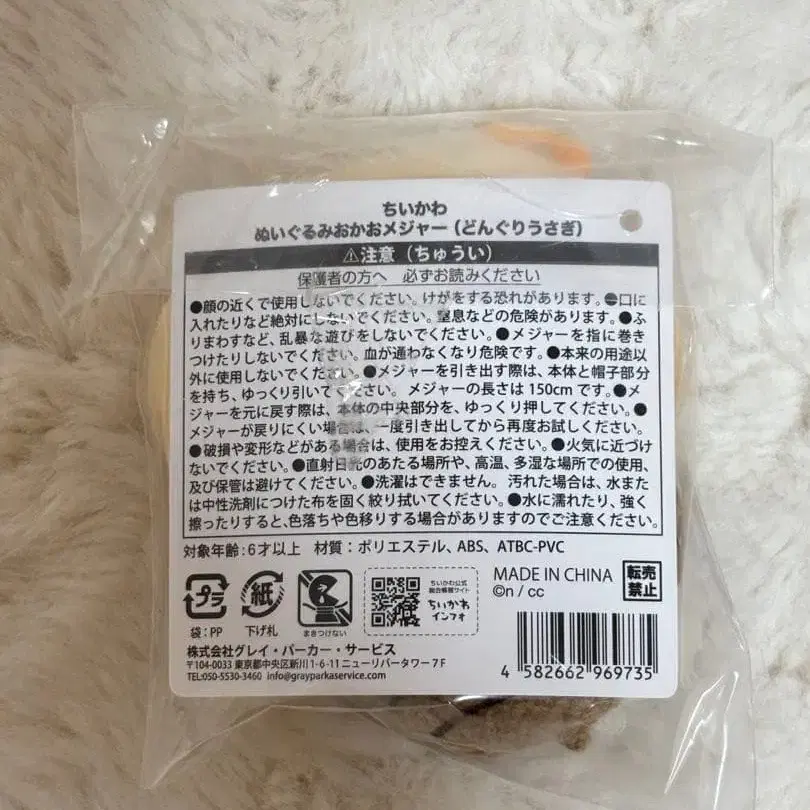 ちいかわ
ぬいぐるみおかおメジャー（どんぐりうさぎ）
⚠注意（ちゅうい）
保護者の方へ 必ずお読みください
●顔の近くで使用しないでください。けがをする恐れがあります。●口に
入れたりなど絶対にしないでください。窒息などの危険があります。●ふ
りまわすなど、乱暴な遊びをしないでください。●メジャーを指に巻き
つけたりしないでください。血が通わなくなり危険です。●本来の用途以
外に使用しないでください。●メジャーを引き出す際は、本体と帽子部分
を持ち、ゆっくり引いてください。 メジャーの長さは 150cm です。●メ
ジャーを元に戻す際は、本体の中央部分を、ゆっくり押してください。●
メジャーが戻りにくい場合は、一度引き出してから再度お試しください。
●破損や変形などがある場合は、使用をお控えください。●火気に近づけ
ないでください。●直射日光のあたる場所や、高温、多湿な場所での使用、
及び保管は避けてください。●洗濯はできません。 汚れた場合は、水また
は中性洗剤につけた布を固く絞り拭いてください。●水に濡れたり、強く
擦ったりすると、色落ちや色移りする場合がありますのでご注意ください。
対象年齢：6才以上 材質：ポリエステル、ABS、ATBC-PVC
プラ
袋：PP
紙
下げ札
まきつけない
ちいかわ公式
総合情報サイト
ちいかわ
インフォ
MADE IN CHINA
©n / cc
転売
禁止
株式会社グレイ・パーカー・サービス
〒104-0033 東京都中央区新川1-6-11 ニューリバータワー7F
TEL:050-5530-3460 info@grayparkaservice.com
4 582662 969735